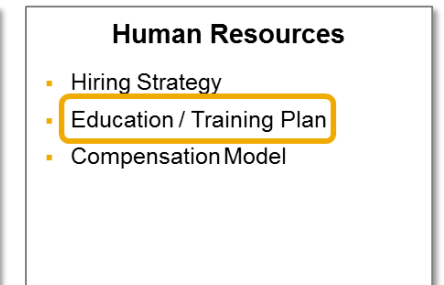 Human Resources
Hiring Strategy
Education / Training Plan
Compensation Model